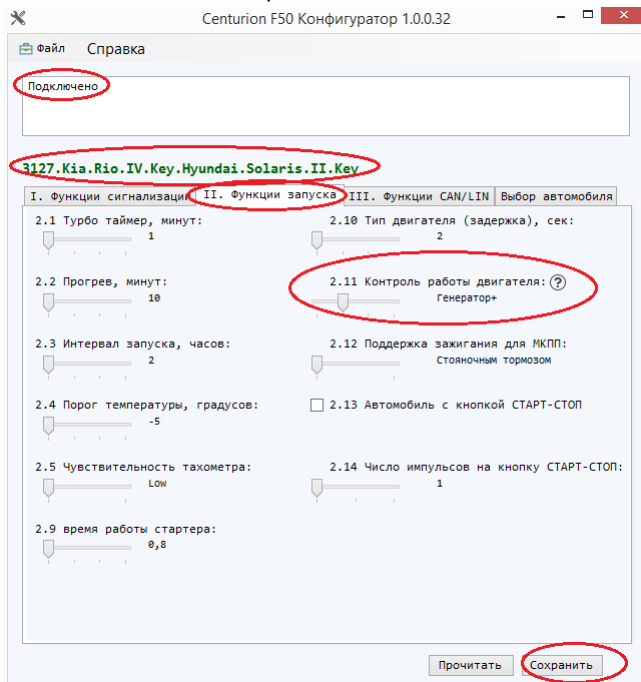 Centurion F50 Конфигуратор 1.0.0.32
Файл Справка
Подключено
3127.Kia.Rio.IV.Key.Hyundai.Solaris.II.Key
I. Функции сигнализации II. Функции запуска III. Функции CAN/LIN Выбор автомобиля
2.1 Турбо таймер, минут:
1
2.2 Прогрев, минут:
10
2.3 Интервал запуска, часов:
2
2.4 Порог температуры, градусов:
-5
2.5 Чувствительность тахометра:
Low
2.9 время работы стартера:
0,8
2.10 Тип двигателя (задержка), сек:
2
2.11 Контроль работы двигателя: ?
Генератор+
2.12 Поддержка зажигания для МКПП:
Стояночным тормозом
2.13 Автомобиль с кнопкой СТАРТ-СТОП
2.14 Число импульсов на кнопку СТАРТ-СТОП:
1
Прочитать Сохранить